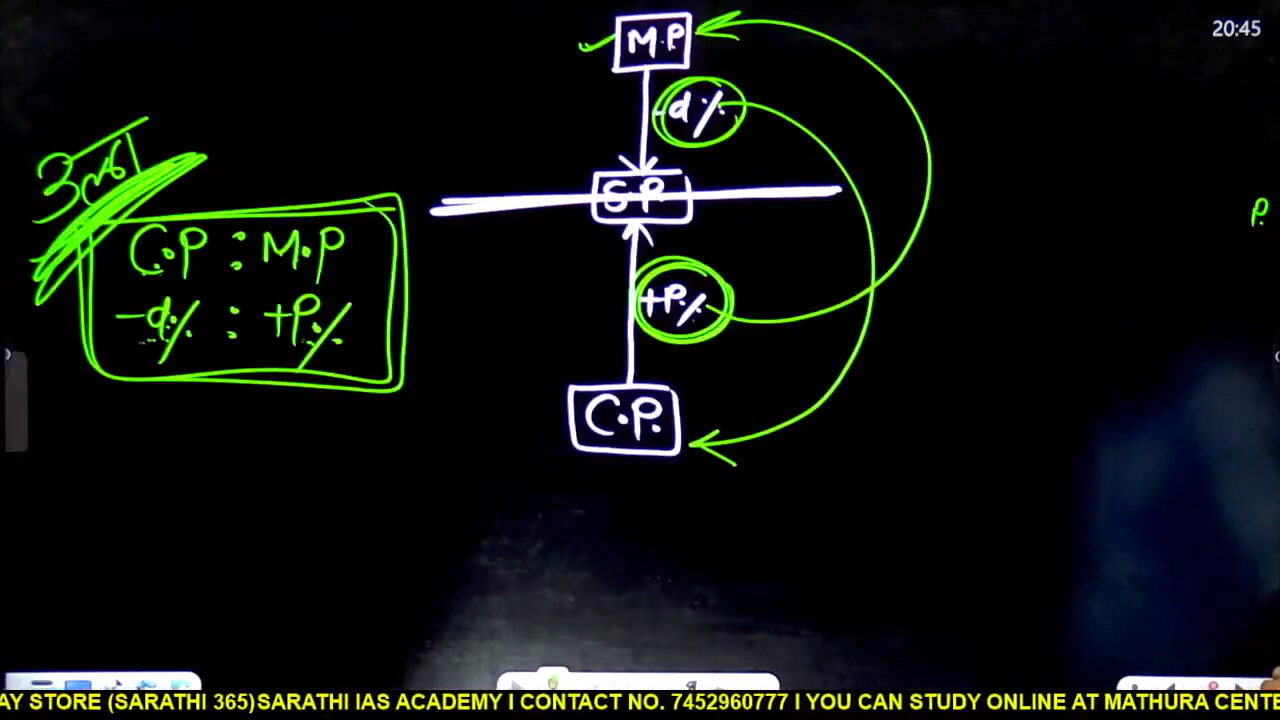 20:45
M.P
-d%
S.P.
+P%
C.P.
C.P : M.P
-d% : +P%
P.
AY STORE (SARATHI 365)SARATHI IAS ACADEMY I CONTACT NO. 7452960777 I YOU CAN STUDY ONLINE AT MATHURA CENTE